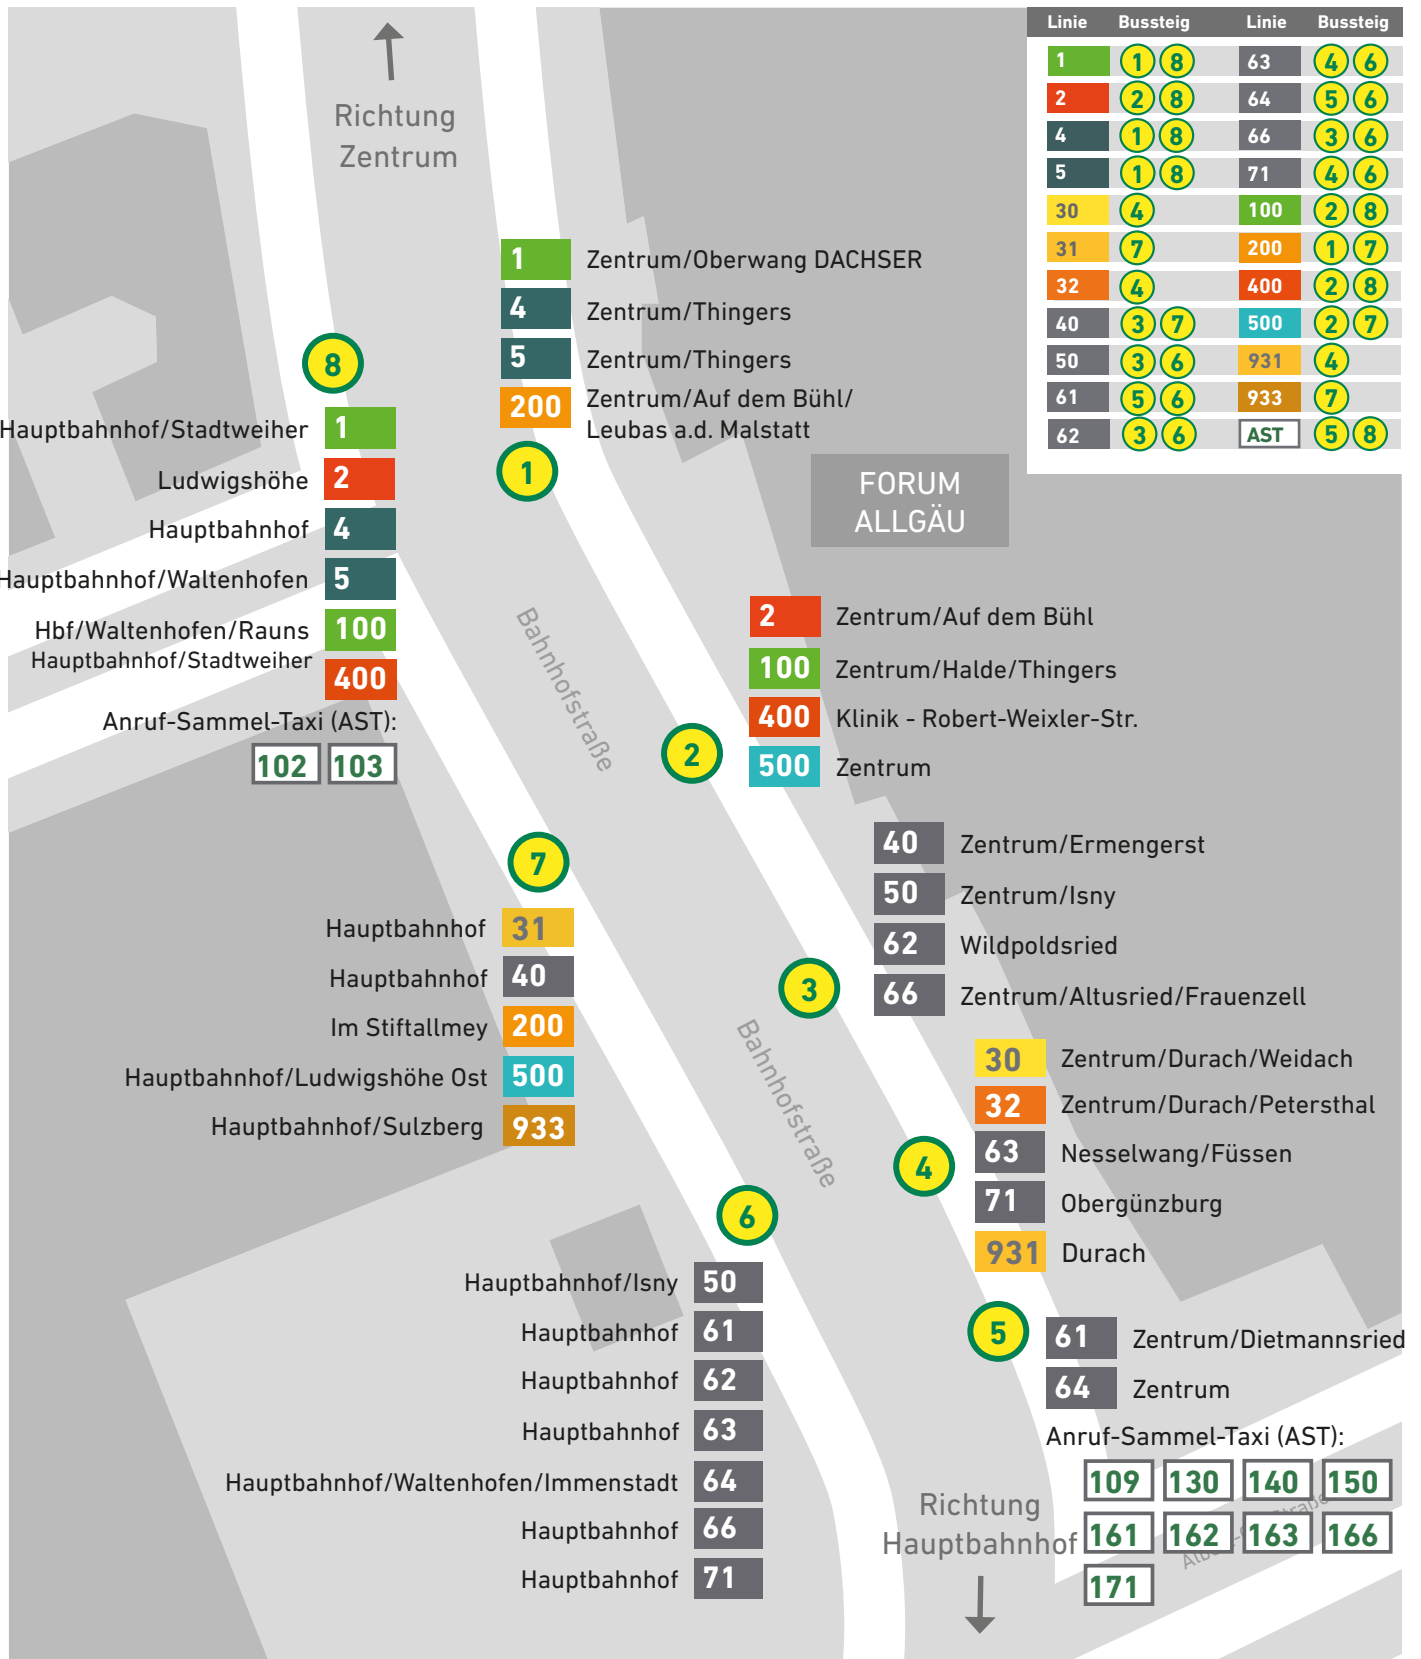 Linie Bussteig Linie Bussteig
1 1 8 63 4 6
2 2 8 64 5 6
4 1 8 66 3 6
5 1 8 71 4 6
30 4 100 2 8
31 7 200 1 7
32 4 400 2 8
40 3 7 500 2 7
50 3 6 931 4
61 5 6 933 7
62 3 6 AST 5 8
Richtung
Zentrum
1 Zentrum/Oberwang DACHSER
4 Zentrum/Thingers
5 Zentrum/Thingers
200 Zentrum/Auf dem Bühl/
Leubas a.d. Malstatt
1
8
Hauptbahnhof/Stadtweiher 1
Ludwigshöhe 2
Hauptbahnhof 4
Hauptbahnhof/Waltenhofen 5
Hbf/Waltenhofen/Rauns 100
Hauptbahnhof/Stadtweiher 400
Anruf-Sammel-Taxi (AST):
102 103
FORUM
ALLGÄU
Bahnhofstraße
2 Zentrum/Auf dem Bühl
100 Zentrum/Halde/Thingers
400 Klinik - Robert-Weixler-Str.
500 Zentrum
2
7
31 Hauptbahnhof
Hauptbahnhof 40
Im Stiftallmey 200
Hauptbahnhof/Ludwigshöhe Ost 500
Hauptbahnhof/Sulzberg 933
40 Zentrum/Ermengerst
50 Zentrum/Isny
62 Wildpoldsried
66 Zentrum/Altusried/Frauenzell
3
Bahnhofstraße
30 Zentrum/Durach/Weidach
32 Zentrum/Durach/Petersthal
63 Nesselwang/Füssen
71 Obergünzburg
931 Durach
4
6
Hauptbahnhof/Isny 50
Hauptbahnhof 61
Hauptbahnhof 62
Hauptbahnhof 63
Hauptbahnhof/Waltenhofen/Immenstadt 64
Hauptbahnhof 66
Hauptbahnhof 71
5
61 Zentrum/Dietmannsried
64 Zentrum
Anruf-Sammel-Taxi (AST):
109 130 140 150
161 162 163 166
171
Richtung
Hauptbahnhof